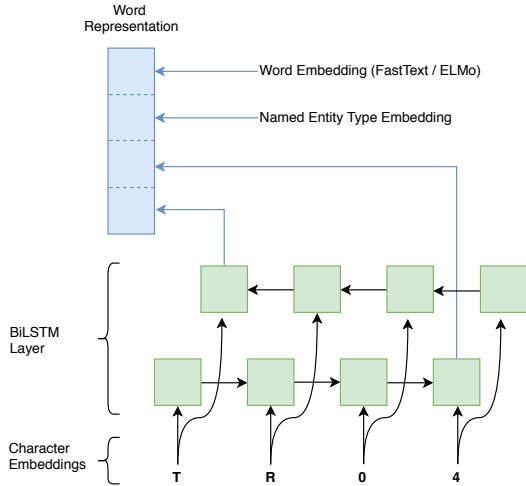 Word
Representation
Word Embedding (FastText / ELMo)
Named Entity Type Embedding
BiLSTM
Layer
Character
Embeddings
T R 0 4